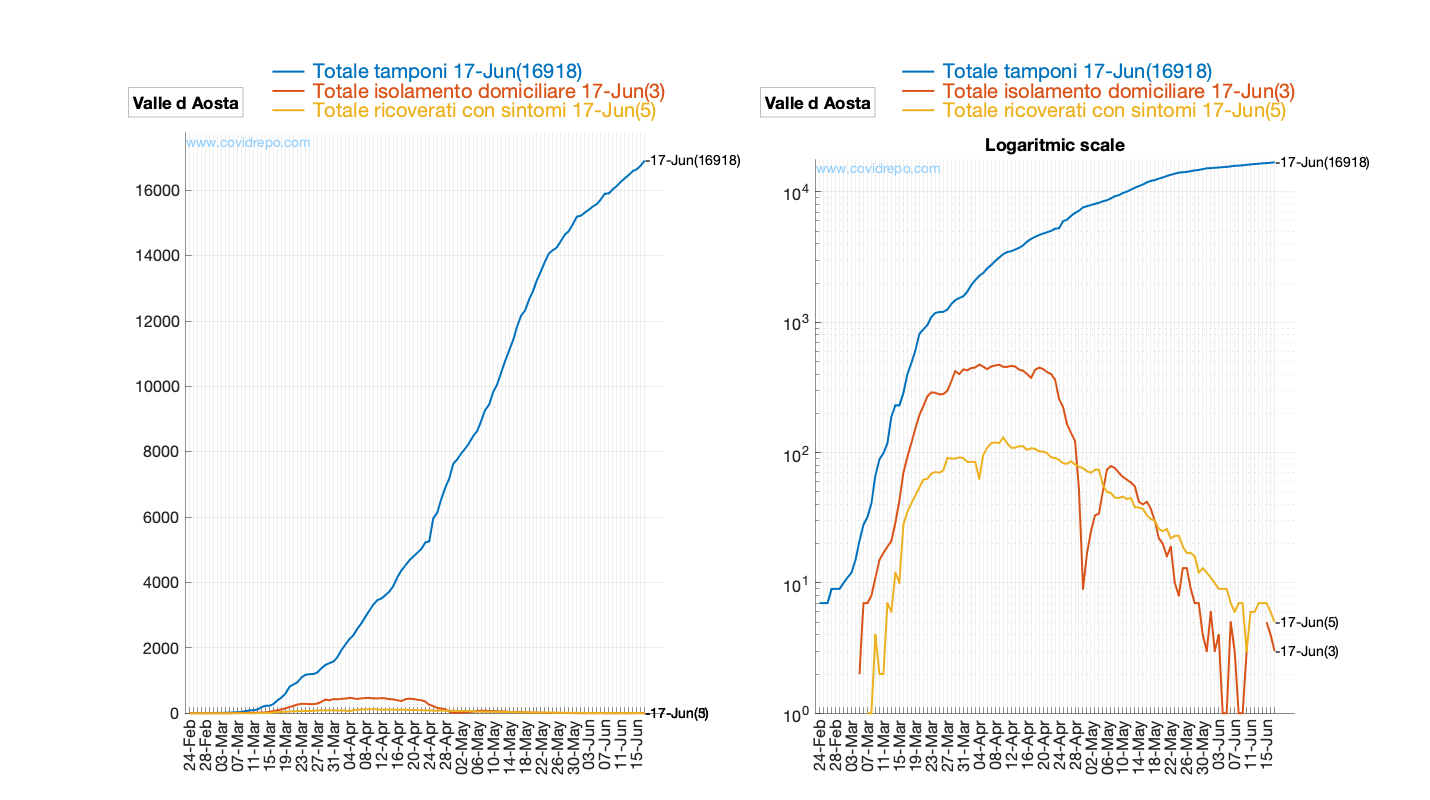 Totale tamponi 17-Jun(16918)
Totale isolamento domiciliare 17-Jun(3)
Totale ricoverati con sintomi 17-Jun(5)
Valle d Aosta
www.covidrepo.com
-17-Jun(16918)
16000
14000
12000
10000
8000
6000
4000
2000
0
24-Feb
28-Feb
03-Mar
07-Mar
11-Mar
15-Mar
19-Mar
23-Mar
27-Mar
31-Mar
04-Apr
08-Apr
12-Apr
16-Apr
20-Apr
24-Apr
28-Apr
02-May
06-May
10-May
14-May
18-May
22-May
26-May
30-May
03-Jun
07-Jun
11-Jun
15-Jun
Totale tamponi 17-Jun(16918)
Totale isolamento domiciliare 17-Jun(3)
Totale ricoverati con sintomi 17-Jun(5)
Valle d Aosta
Logaritmic scale
www.covidrepo.com
-17-Jun(16918)
10^4
10^3
10^2
10^1
10^0
-17-Jun(5)
-17-Jun(3)
24-Feb
28-Feb
03-Mar
07-Mar
11-Mar
15-Mar
19-Mar
23-Mar
27-Mar
31-Mar
04-Apr
08-Apr
12-Apr
16-Apr
20-Apr
24-Apr
28-Apr
02-May
06-May
10-May
14-May
18-May
22-May
26-May
30-May
03-Jun
07-Jun
11-Jun
15-Jun